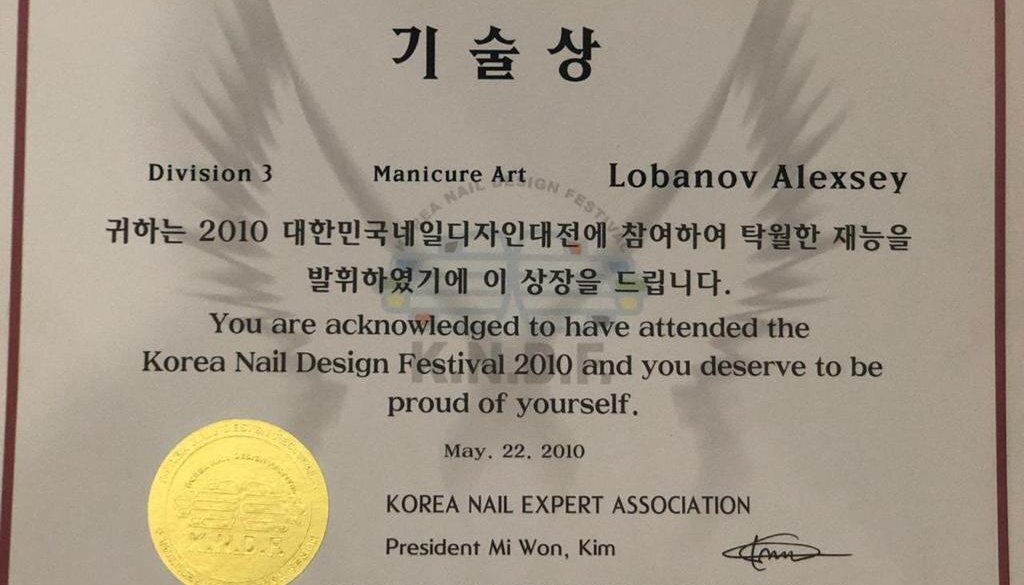 기술상
Division 3 Manicure Art Lobanov Alexsey
KOREA NAIL DESIGN FESTIVAL
귀하는 2010 대한민국네일디자인대전에 참여하여 탁월한 재능을
발휘하였기에 이 상장을 드립니다.
You are acknowledged to have attended the
K.N.D.F.
Korea Nail Design Festival 2010 and you deserve to be
proud of yourself.
May. 22. 2010
KOREA NAIL EXPERT ASSOCIATION
President Mi Won, Kim
K.N.D.F.